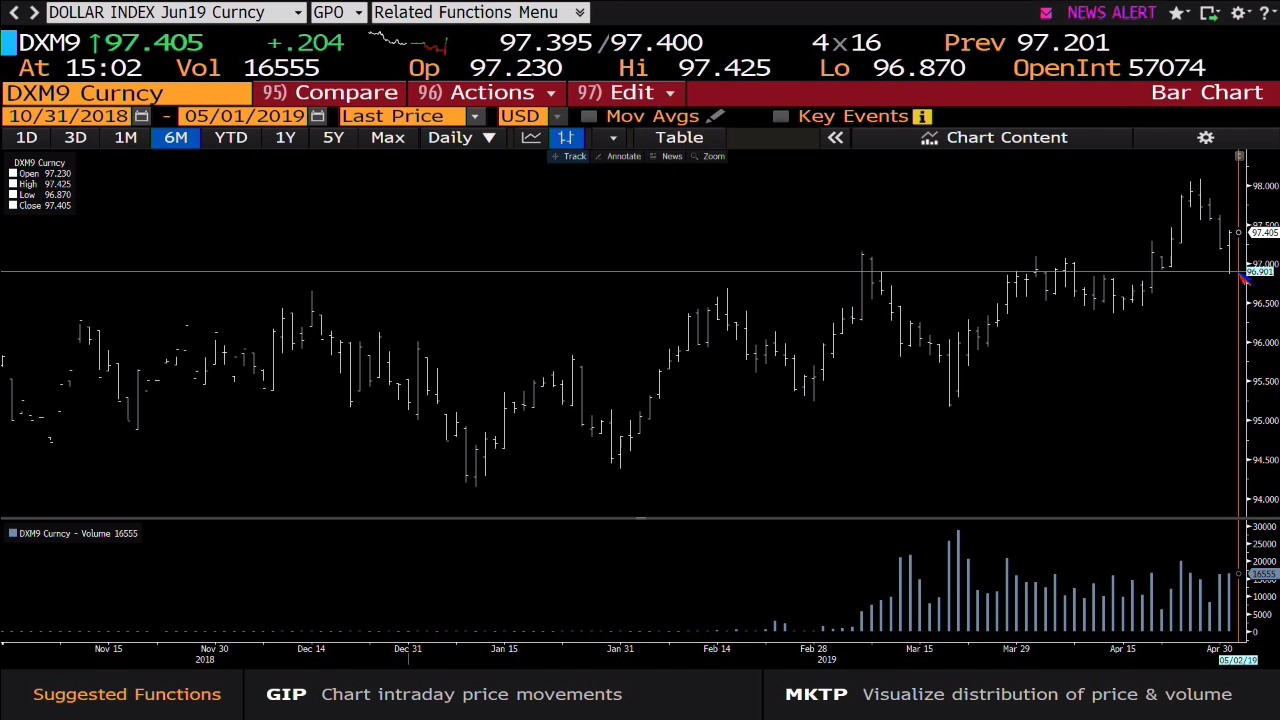 DOLLAR INDEX Jun19 Curncy GPO Related Functions Menu NEWS ALERT ?
DXM9 ↑97.405 +.204 97.395/97.400 4x16 Prev 97.201
At 15:02 Vol 16555 Op 97.230 Hi 97.425 Lo 96.870 OpenInt 57074
DXM9 Curncy 95) Compare 96) Actions 97) Edit Bar Chart
10/31/2018 - 05/01/2019 Last Price USD Mov Avgs Key Events i
1D 3D 1M 6M YTD 1Y 5Y Max Daily ▼ Table « Chart Content
Track Annotate News Zoom
DXM9 Curncy
Open 97.230
High 97.425
Low 96.870
Close 97.405
98.000
97.500
97.405
97.000
96.901
96.500
96.000
95.500
95.000
94.500
94.000
DXM9 Curncy - Volume 16555
30000
25000
20000
16555
15000
10000
5000
0
Nov 15 Nov 30 Dec 14 Dec 31 Jan 15 Jan 31 Feb 14 Feb 28 Mar 15 Mar 29 Apr 15 Apr 30
2018 2019 05/02/19
Suggested Functions GIP Chart intraday price movements MKTP Visualize distribution of price & volume